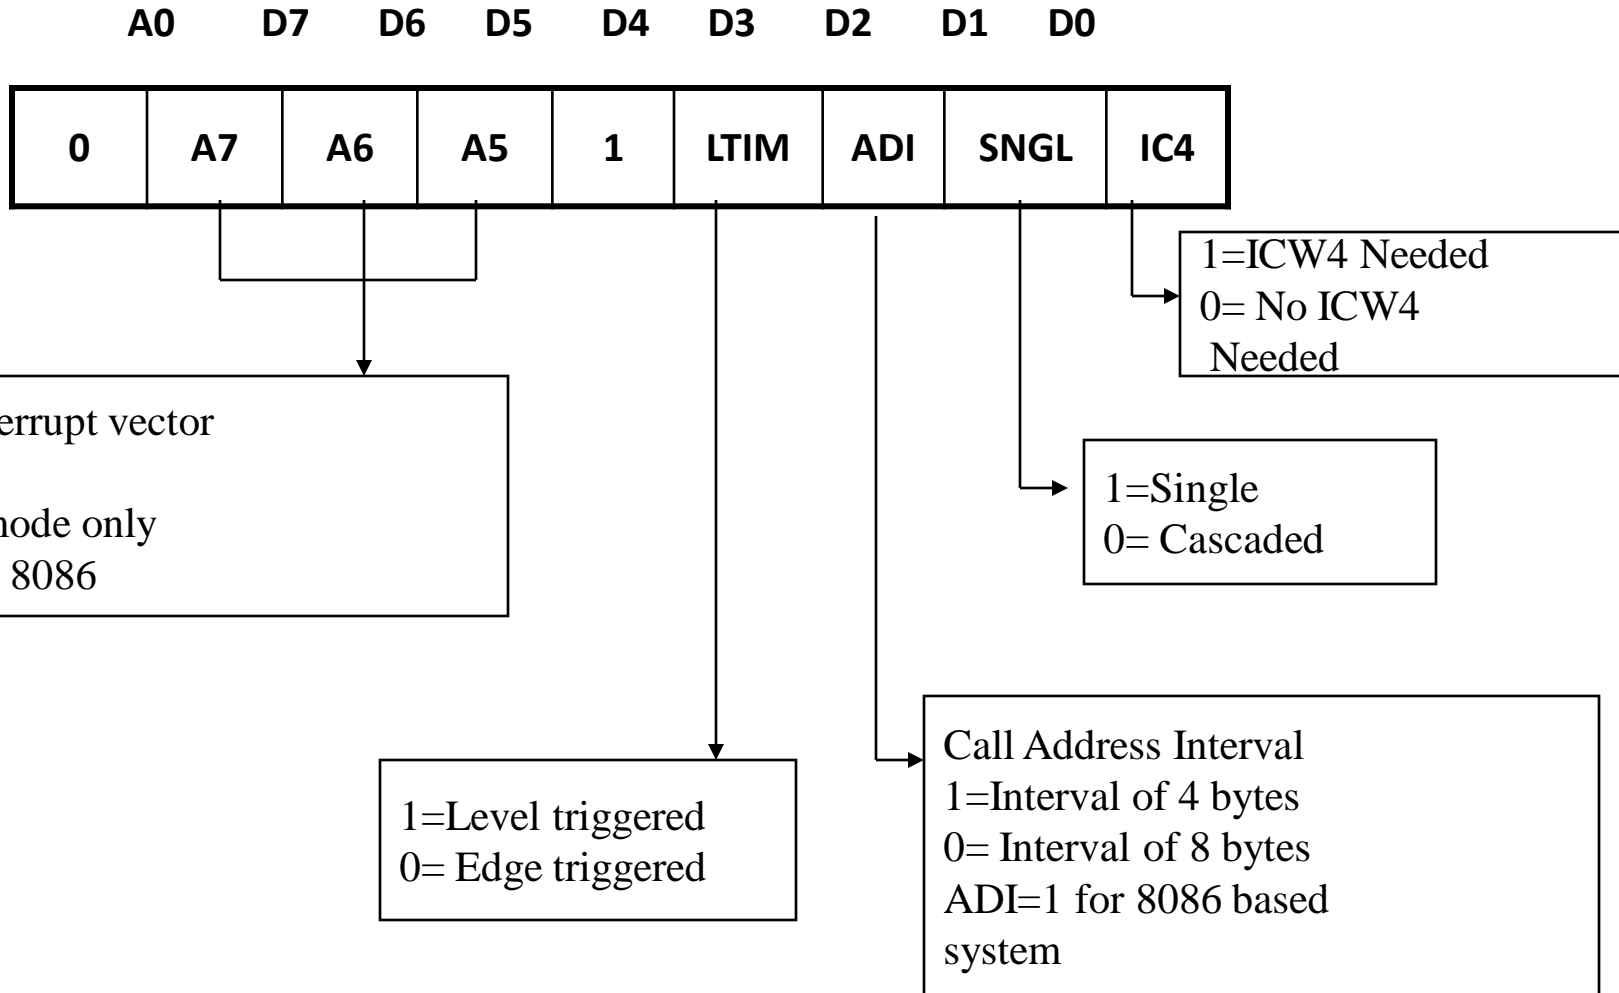 A0 D7 D6 D5 D4 D3 D2 D1 D0
0 A7 A6 A5 1 LTIM ADI SNGL IC4
1=ICW4 Needed
0= No ICW4
Needed
vector
only
8086
1=Single
0= Cascaded
1=Level triggered
0= Edge triggered
Call Address Interval
1=Interval of 4 bytes
0= Interval of 8 bytes
ADI=1 for 8086 based
system